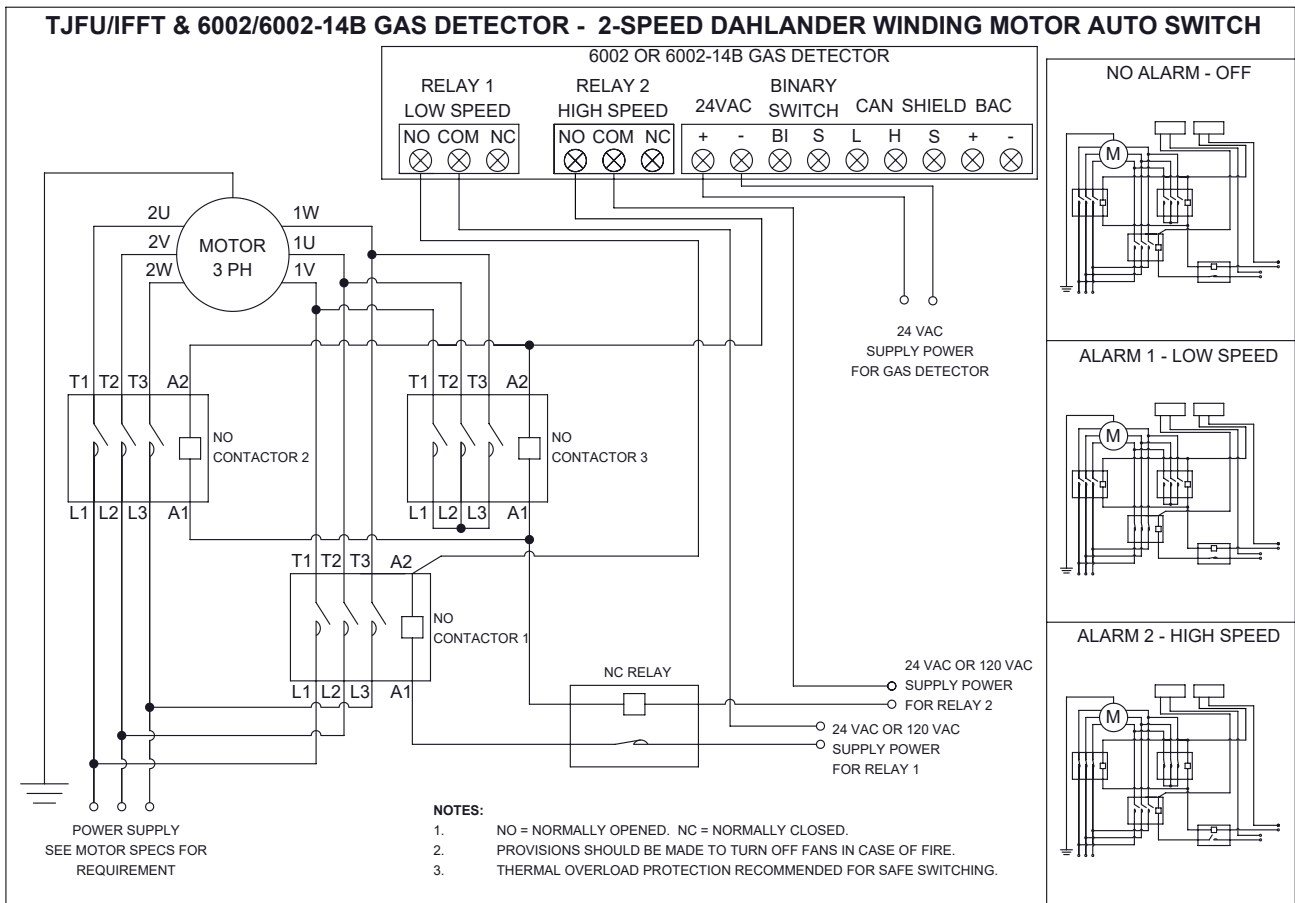 TJFU/IFFT & 6002/6002-14B GAS DETECTOR - 2-SPEED DAHLANDER WINDING MOTOR AUTO SWITCH
6002 OR 6002-14B GAS DETECTOR
RELAY 1
LOW SPEED
NO COM NC
RELAY 2
HIGH SPEED
NO COM NC
24VAC
BINARY
SWITCH
CAN SHIELD BAC
+ - BI S L H S + -
2U
2V
2W
MOTOR
3 PH
1W
1U
1V
24 VAC
SUPPLY POWER
FOR GAS DETECTOR
T1 T2 T3 A2
NO
CONTACTOR 2
L1 L2 L3 A1
T1 T2 T3 A2
NO
CONTACTOR 3
L1 L2 L3 A1
T1 T2 T3 A2
NO
CONTACTOR 1
L1 L2 L3 A1
NC RELAY
24 VAC OR 120 VAC
SUPPLY POWER
FOR RELAY 2
24 VAC OR 120 VAC
SUPPLY POWER
FOR RELAY 1
POWER SUPPLY
SEE MOTOR SPECS FOR
REQUIREMENT
NOTES:
1. NO = NORMALLY OPENED. NC = NORMALLY CLOSED.
2. PROVISIONS SHOULD BE MADE TO TURN OFF FANS IN CASE OF FIRE.
3. THERMAL OVERLOAD PROTECTION RECOMMENDED FOR SAFE SWITCHING.
NO ALARM - OFF
M
ALARM 1 - LOW SPEED
M
ALARM 2 - HIGH SPEED
M